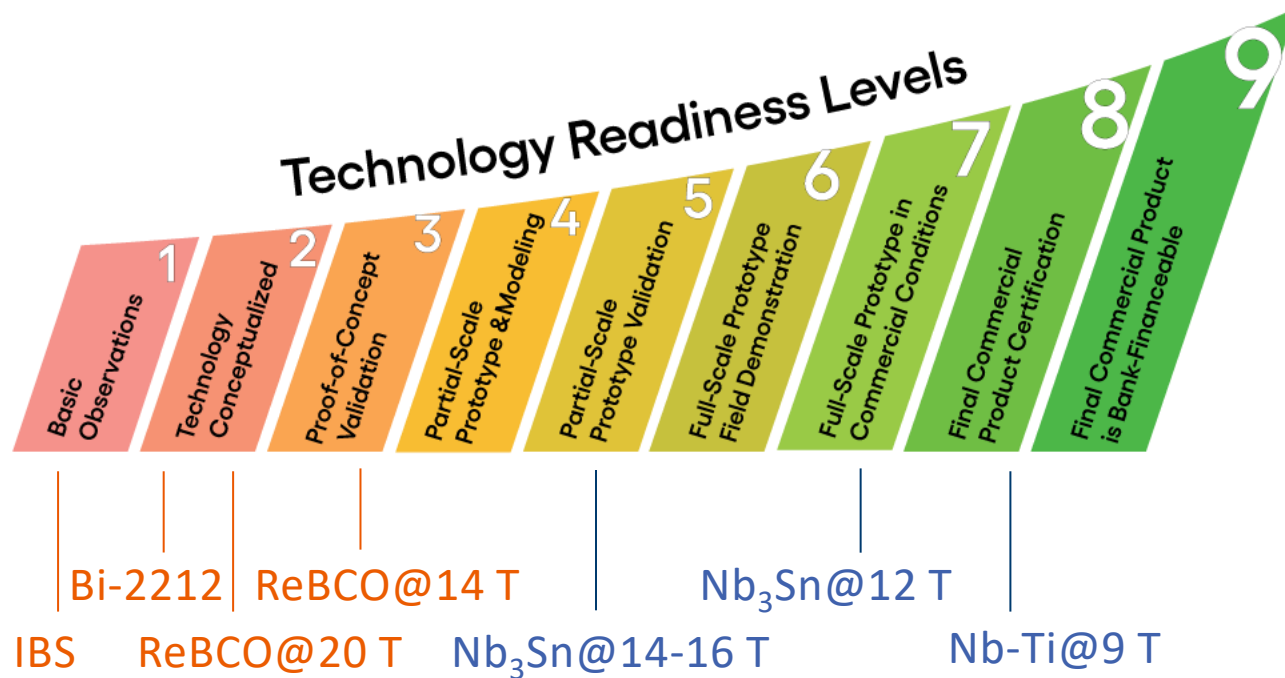 Technology Readiness Levels
1
Basic
Observations
2
Technology
Conceptualized
3
Proof-of-Concept
Validation
4
Partial-Scale
Prototype & Modeling
5
Partial-Scale
Prototype Validation
6
Full-Scale Prototype
Field Demonstration
7
Full-Scale Prototype in
Commercial Conditions
8
Final Commercial
Product Certification
9
Final Commercial Product
is Bank-Financeable
Bi-2212
ReBCO@14 T
Nb₃Sn@12 T
IBS
ReBCO@20 T
Nb₃Sn@14-16 T
Nb-Ti@9 T